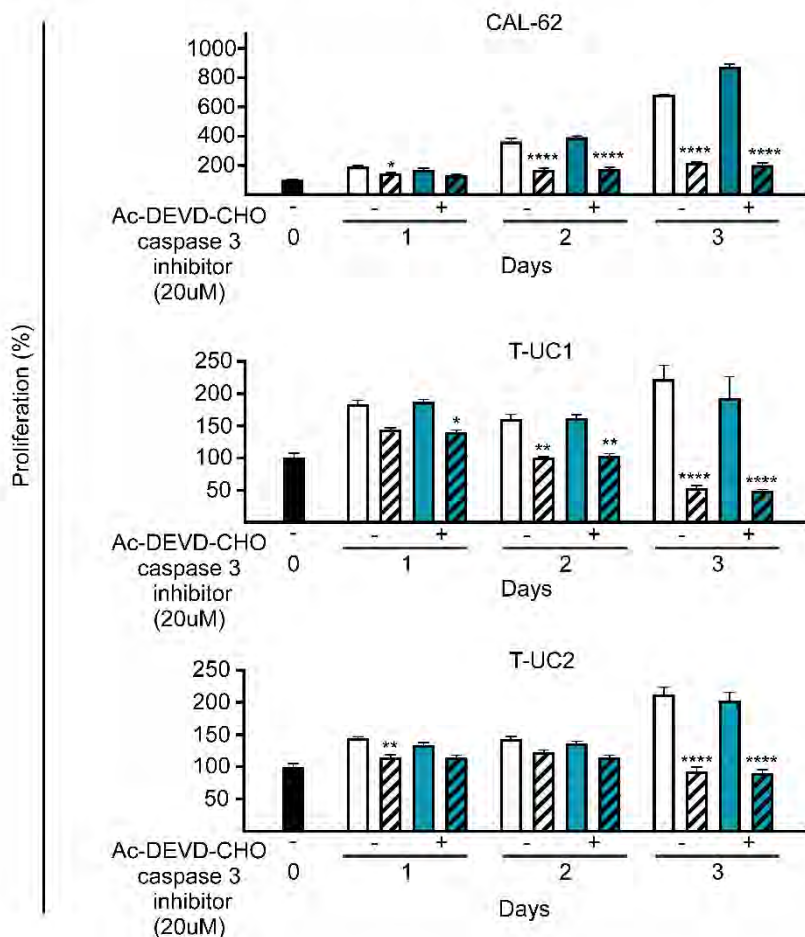 Proliferation (%)
CAL-62
1000
800
600
400
200
*
****
****
****
****
- - + - + - +
Ac-DEVD-CHO
caspase 3
inhibitor
(20uM)
0 1 2 3
Days
T-UC1
250
200
150
100
50
*
**
**
****
****
- - + - + - +
Ac-DEVD-CHO
caspase 3
inhibitor
(20uM)
0 1 2 3
Days
T-UC2
250
200
150
100
50
**
****
****
- - + - + - +
Ac-DEVD-CHO
caspase 3
inhibitor
(20uM)
0 1 2 3
Days